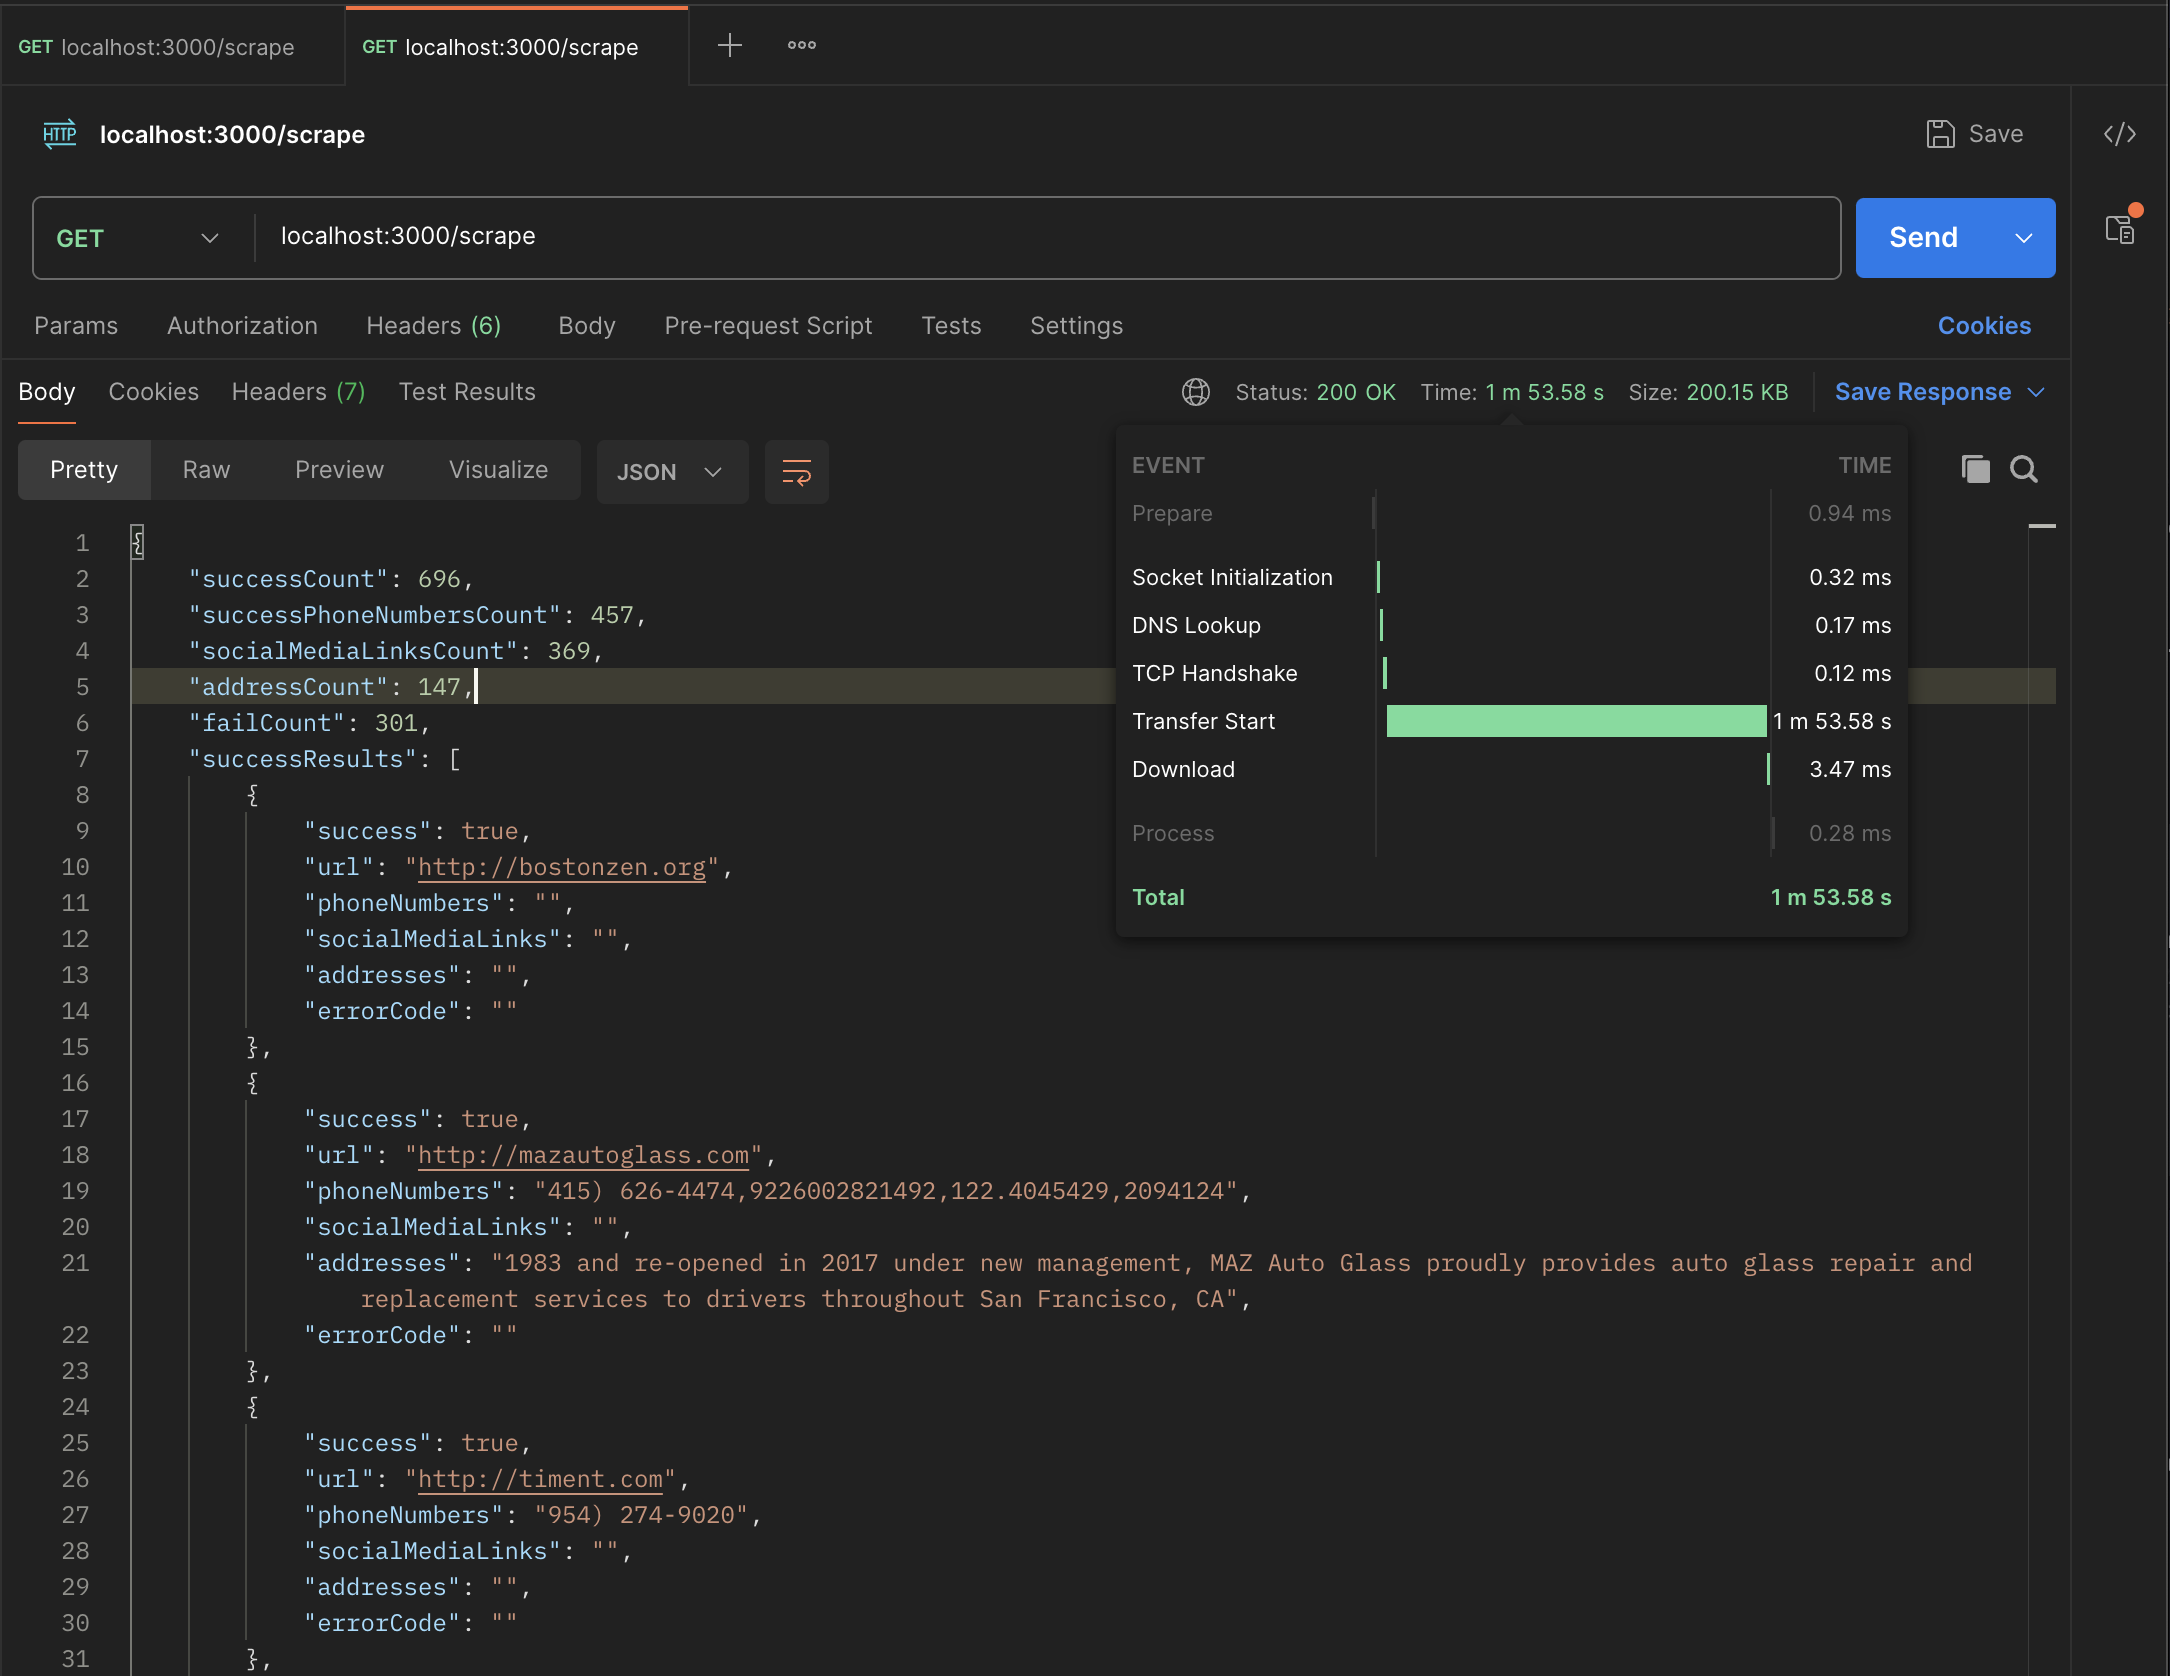 GET localhost:3000/scrape GET localhost:3000/scrape
HTTP localhost:3000/scrape Save
GET localhost:3000/scrape Send
Params Authorization Headers (6) Body Pre-request Script Tests Settings Cookies
Body Cookies Headers (7) Test Results Status: 200 OK Time: 1 m 53.58 s Size: 200.15 KB Save Response
Pretty Raw Preview Visualize JSON
EVENT TIME
Prepare 0.94 ms
Socket Initialization 0.32 ms
DNS Lookup 0.17 ms
TCP Handshake 0.12 ms
Transfer Start 1 m 53.58 s
Download 3.47 ms
Process 0.28 ms
Total 1 m 53.58 s
1 {
2 "successCount": 696,
3 "successPhoneNumbersCount": 457,
4 "socialMediaLinksCount": 369,
5 "addressCount": 147,
6 "failCount": 301,
7 "successResults": [
8 {
9 "success": true,
10 "url": "http://bostonzen.org",
11 "phoneNumbers": "",
12 "socialMediaLinks": "",
13 "addresses": "",
14 "errorCode": ""
15 },
16 {
17 "success": true,
18 "url": "http://mazautoglass.com",
19 "phoneNumbers": "415) 626-4474,9226002821492,122.4045429,2094124",
20 "socialMediaLinks": "",
21 "addresses": "1983 and re-opened in 2017 under new management, MAZ Auto Glass proudly provides auto glass repair and
replacement services to drivers throughout San Francisco, CA",
22 "errorCode": ""
23 },
24 {
25 "success": true,
26 "url": "http://timent.com",
27 "phoneNumbers": "954) 274-9020",
28 "socialMediaLinks": "",
29 "addresses": "",
30 "errorCode": ""
31 },